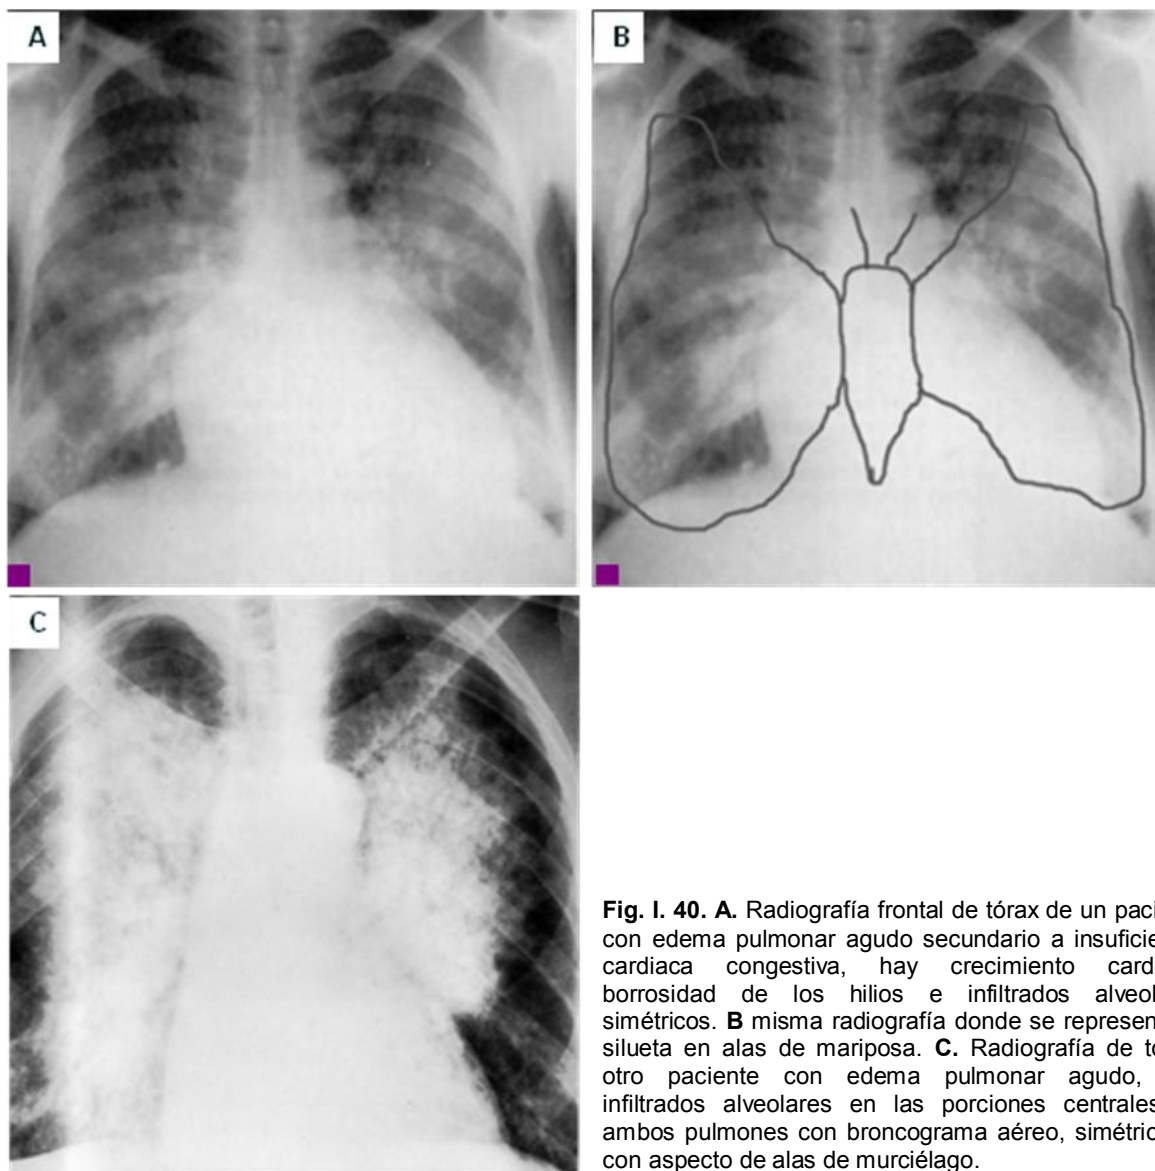 A
B
C
Fig. I. 40. A. Radiografía frontal de tórax de un paci
con edema pulmonar agudo secundario a insuficie
cardiaca congestiva, hay crecimiento card
borrosidad de los hilios e infiltrados alveol
simétricos. B misma radiografía donde se represen
silueta en alas de mariposa. C. Radiografía de tó
otro paciente con edema pulmonar agudo,
infiltrados alveolares en las porciones centrales
ambos pulmones con broncograma aéreo, simétric
con aspecto de alas de murciélago.